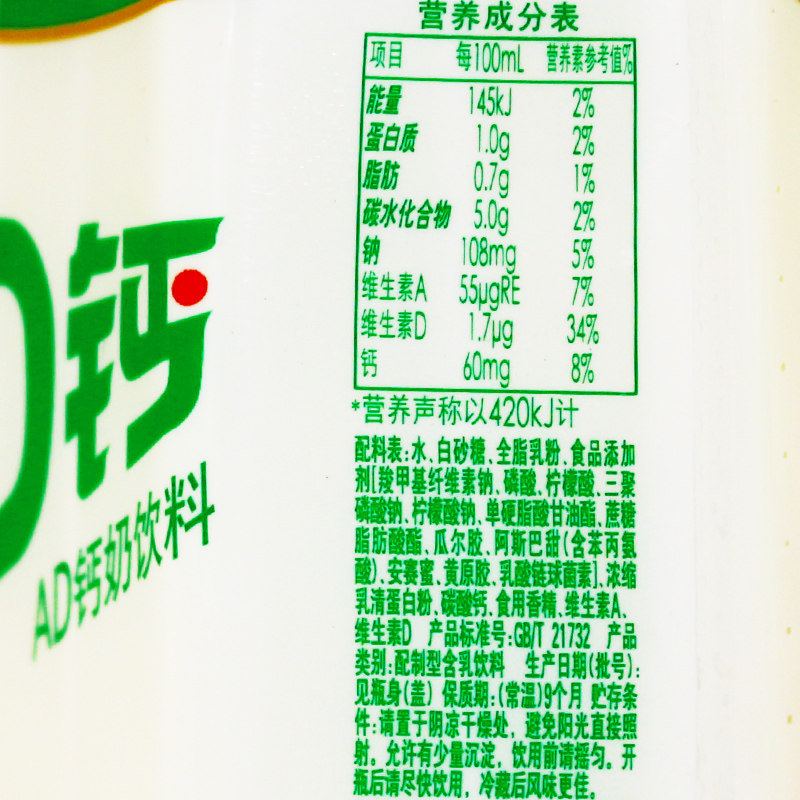 营养成分表
项目 每100mL 营养素参考值%
能量 145kJ 2%
蛋白质 1.0g 2%
脂肪 0.7g 1%
碳水化合物 5.0g 2%
钠 108mg 5%
维生素A 55μgRE 7%
维生素D 1.7μg 34%
钙 60mg 8%
*营养声称以420kJ计
配料表:水、白砂糖、全脂乳粉、食品添加
剂[羧甲基纤维素钠、磷酸、柠檬酸、三聚
磷酸钠、柠檬酸钠、单硬脂酸甘油酯、蔗糖
脂肪酸酯、瓜尔胶、阿斯巴甜(含苯丙氨
酸)、安赛蜜、黄原胶、乳酸链球菌素]、浓缩
乳清蛋白粉、碳酸钙、食用香精、维生素A、
维生素D 产品标准号:GB/T 21732 产品
类别:配制型含乳饮料 生产日期(批号):
见瓶身(盖) 保质期:(常温)9个月 贮存条
件:请置于阴凉干燥处，避免阳光直接照
射。允许有少量沉淀，饮用前请摇匀。开
瓶后请尽快饮用，冷藏后风味更佳。
D钙
AD钙奶饮料